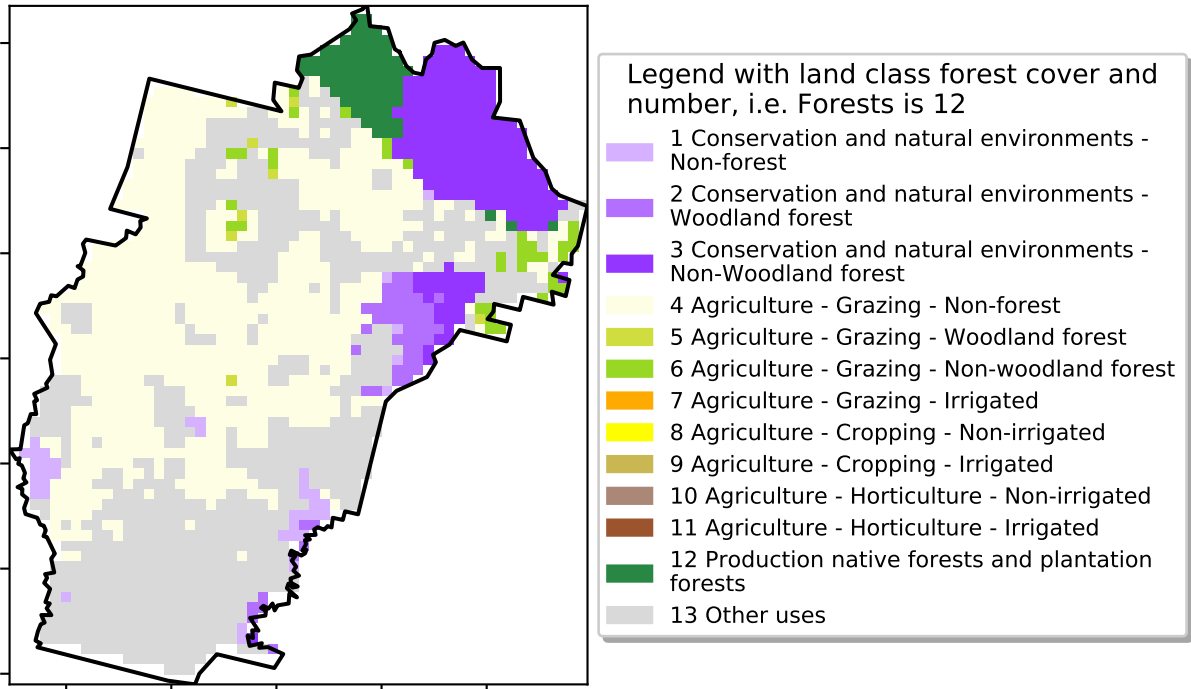 Legend with land class forest cover and
number, i.e. Forests is 12
1 Conservation and natural environments -
Non-forest
2 Conservation and natural environments -
Woodland forest
3 Conservation and natural environments -
Non-Woodland forest
4 Agriculture - Grazing - Non-forest
5 Agriculture - Grazing - Woodland forest
6 Agriculture - Grazing - Non-woodland forest
7 Agriculture - Grazing - Irrigated
8 Agriculture - Cropping - Non-irrigated
9 Agriculture - Cropping - Irrigated
10 Agriculture - Horticulture - Non-irrigated
11 Agriculture - Horticulture - Irrigated
12 Production native forests and plantation
forests
13 Other uses